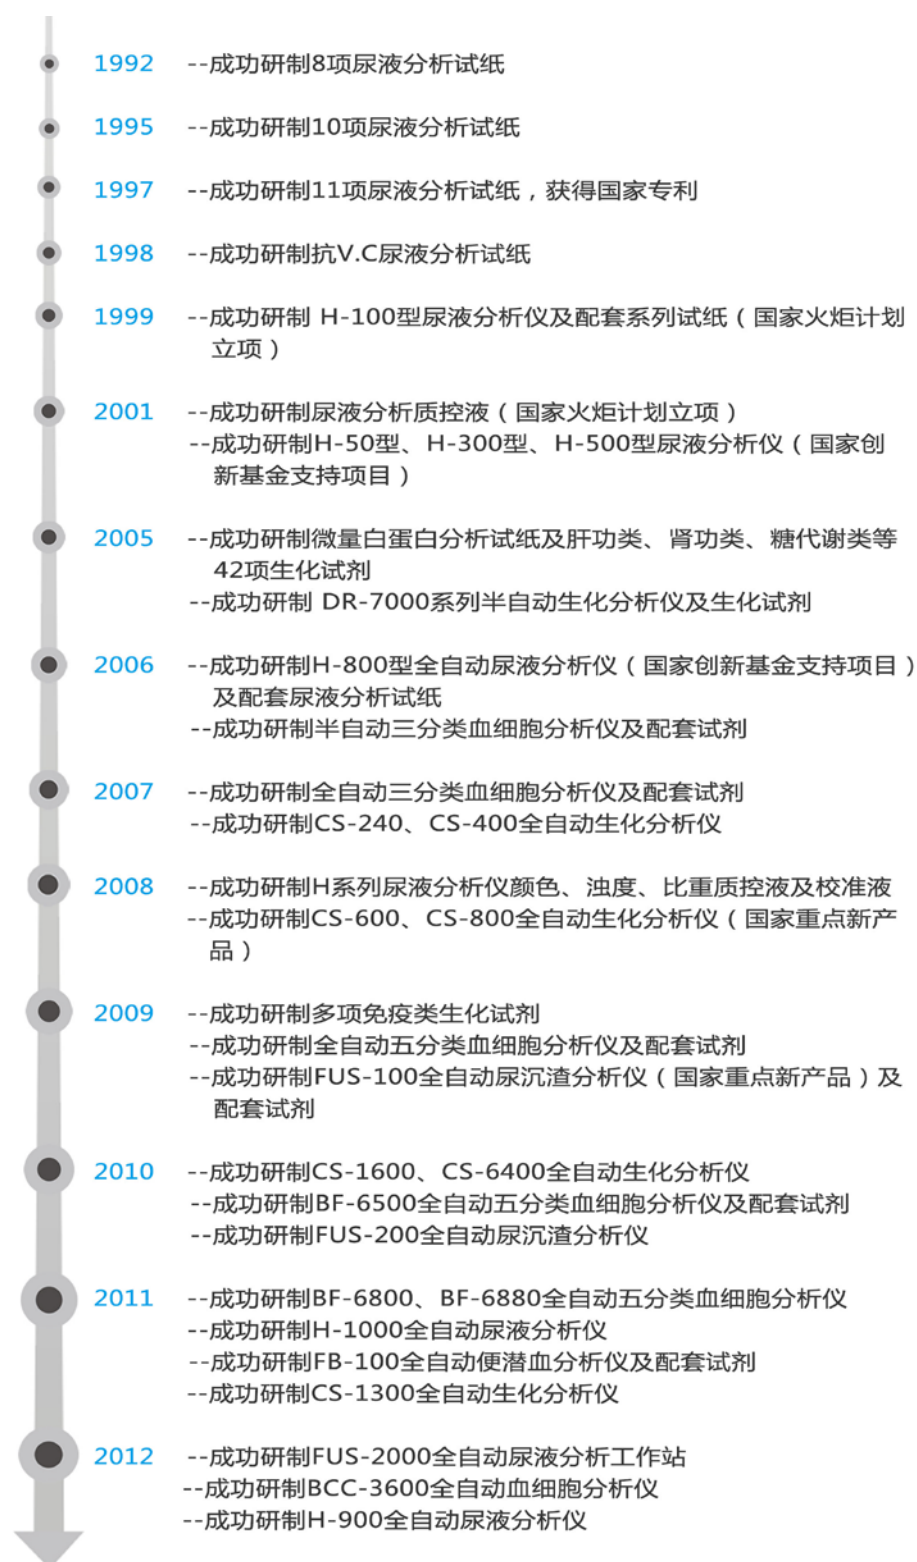 1992 --成功研制8项尿液分析试纸
1995 --成功研制10项尿液分析试纸
1997 --成功研制11项尿液分析试纸，获得国家专利
1998 --成功研制抗V.C尿液分析试纸
1999 --成功研制 H-100型尿液分析仪及配套系列试纸（国家火炬计划
立项）
2001 --成功研制尿液分析质控液（国家火炬计划立项）
--成功研制H-50型、H-300型、H-500型尿液分析仪（国家创
新基金支持项目）
2005 --成功研制微量白蛋白分析试纸及肝功类、肾功类、糖代谢类等
42项生化试剂
--成功研制 DR-7000系列半自动生化分析仪及生化试剂
2006 --成功研制H-800型全自动尿液分析仪（国家创新基金支持项目）
及配套尿液分析试纸
--成功研制半自动三分类血细胞分析仪及配套试剂
2007 --成功研制全自动三分类血细胞分析仪及配套试剂
--成功研制CS-240、CS-400全自动生化分析仪
2008 --成功研制H系列尿液分析仪颜色、浊度、比重质控液及校准液
--成功研制CS-600、CS-800全自动生化分析仪（国家重点新产
品）
2009 --成功研制多项免疫类生化试剂
--成功研制全自动五分类血细胞分析仪及配套试剂
--成功研制FUS-100全自动尿沉渣分析仪（国家重点新产品）及
配套试剂
2010 --成功研制CS-1600、CS-6400全自动生化分析仪
--成功研制BF-6500全自动五分类血细胞分析仪及配套试剂
--成功研制FUS-200全自动尿沉渣分析仪
2011 --成功研制BF-6800、BF-6880全自动五分类血细胞分析仪
--成功研制H-1000全自动尿液分析仪
--成功研制FB-100全自动便潜血分析仪及配套试剂
--成功研制CS-1300全自动生化分析仪
2012 --成功研制FUS-2000全自动尿液分析工作站
--成功研制BCC-3600全自动血细胞分析仪
--成功研制H-900全自动尿液分析仪